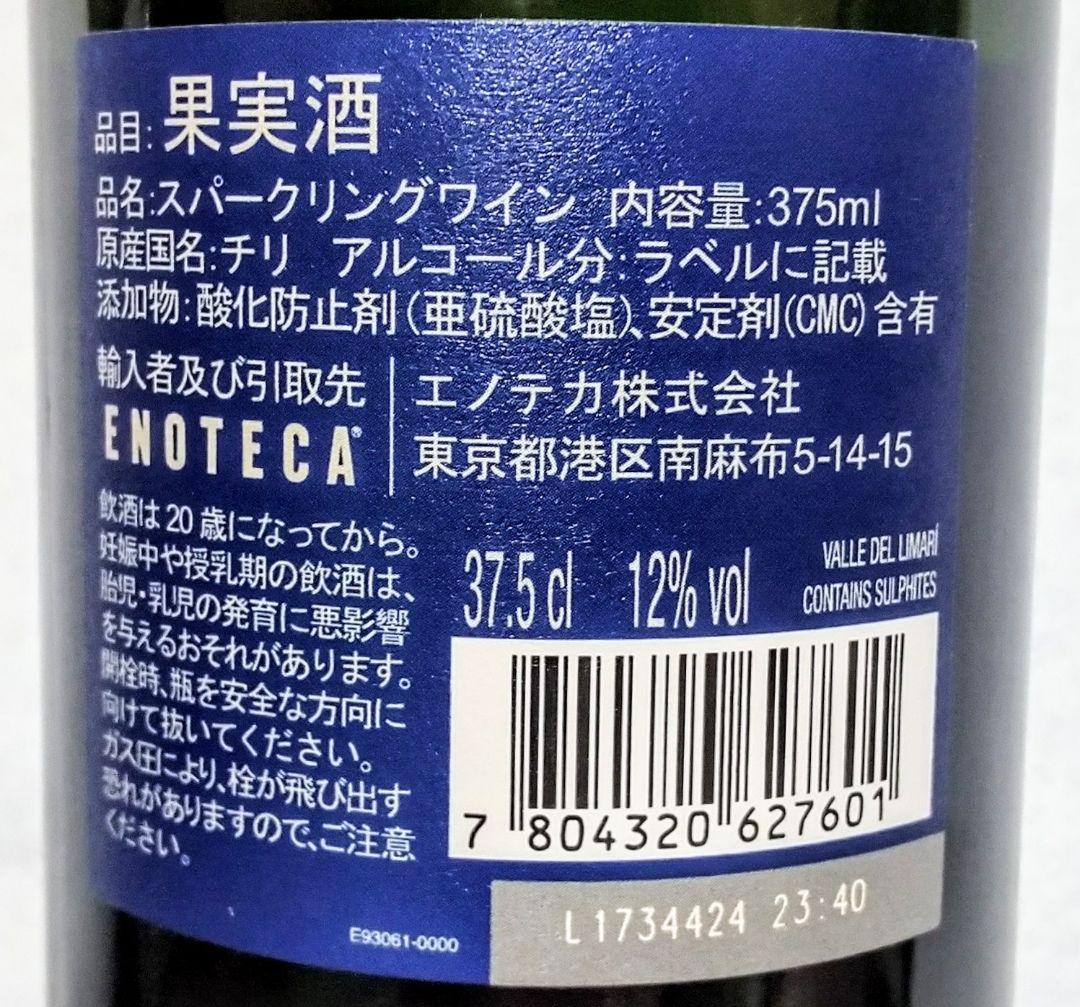 品目:果実酒
品名:スパークリングワイン 内容量:375ml
原産国名:チリ アルコール分:ラベルに記載
添加物:酸化防止剤(亜硫酸塩)、安定剤(CMC)含有
輸入者及び引取先
ENOTECA®
エノテカ株式会社
東京都港区南麻布5-14-15
飲酒は20歳になってから。
妊娠中や授乳期の飲酒は、
胎児・乳児の発育に悪影響
を与えるおそれがあります。
開栓時、瓶を安全な方向に
向けて抜いてください。
ガス圧により、栓が飛び出す
恐れがありますので、ご注意
ください。
37.5 cl 12% vol
VALLE DEL LIMARÍ
CONTAINS SULPHITES
7 804320 627601
L1734424 23:40
E93061-0000